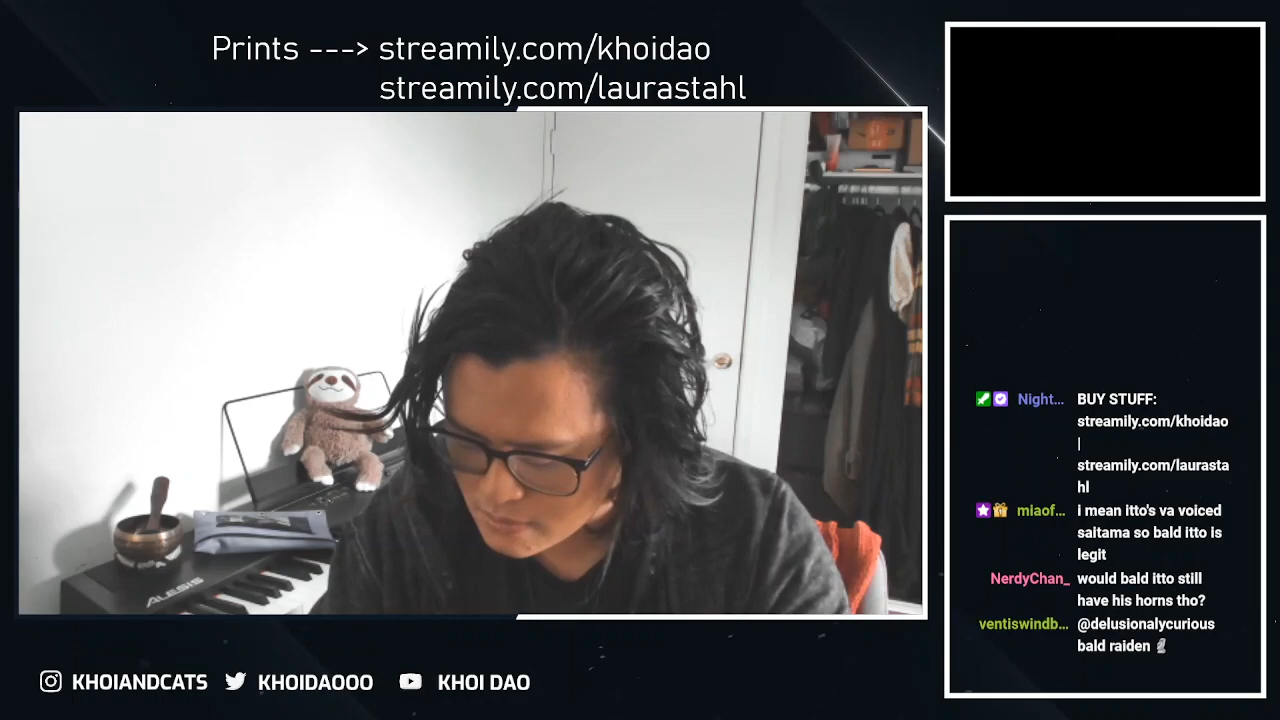 Prints ---> streamily.com/khoidao
streamily.com/laurastahl
ALESIS
KHOIANDCATS
KHOIDAOOO
KHOI DAO
Night... BUY STUFF:
streamily.com/khoidao
|
streamily.com/laurasta
hl
miaof... i mean itto's va voiced
saitama so bald itto is
legit
NerdyChan_ would bald itto still
have his horns tho?
ventiswindb... @delusionalycurious
bald raiden 🗿